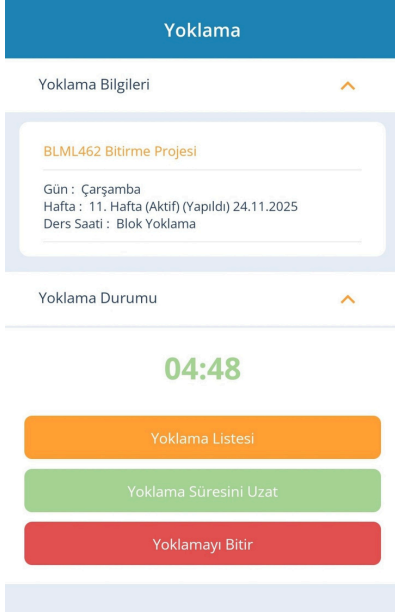 Yoklama
Yoklama Bilgileri
BLML462 Bitirme Projesi
Gün : Çarşamba
Hafta : 11. Hafta (Aktif) (Yapıldı) 24.11.2025
Ders Saati : Blok Yoklama
Yoklama Durumu
04:48
Yoklama Listesi
Yoklama Süresini Uzat
Yoklamayı Bitir